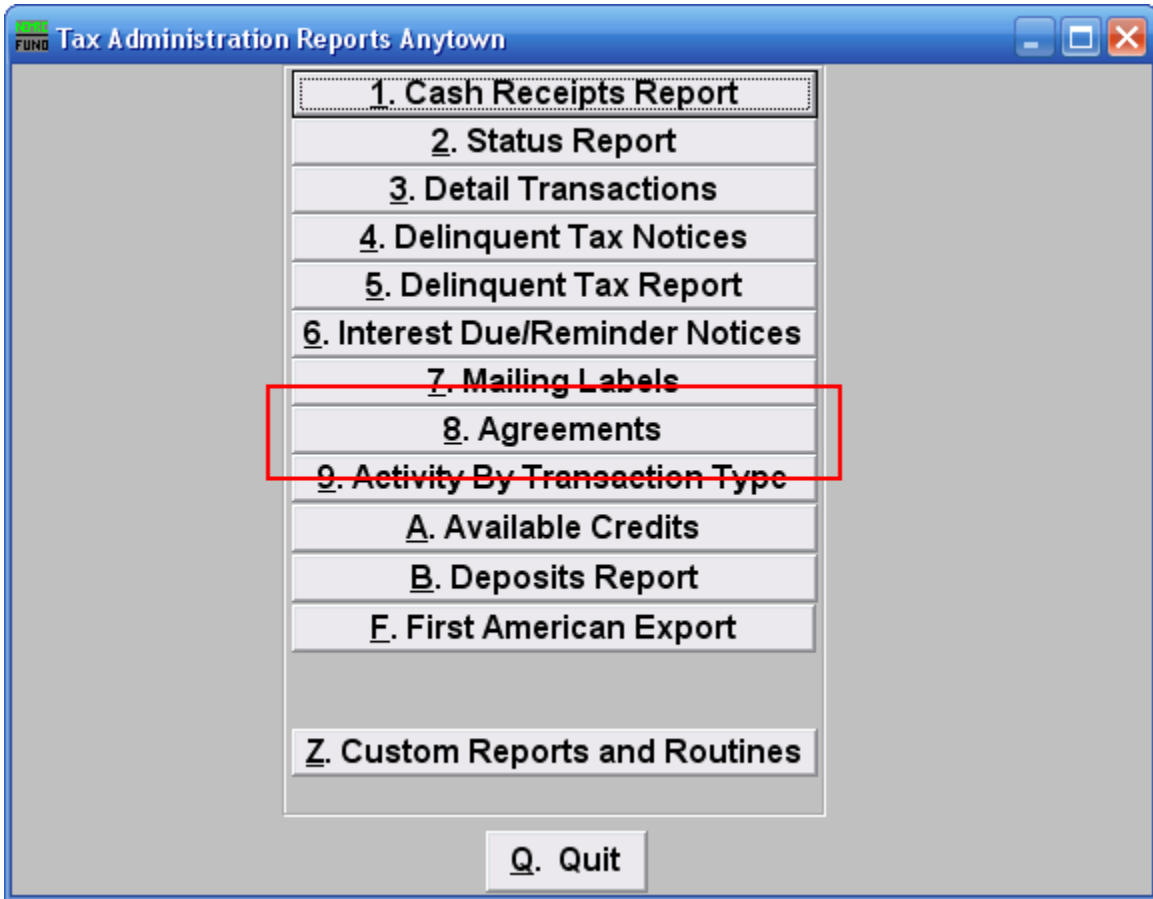 FUND Tax Administration Reports Anytown
1. Cash Receipts Report
2. Status Report
3. Detail Transactions
4. Delinquent Tax Notices
5. Delinquent Tax Report
6. Interest Due/Reminder Notices
7. Mailing Labels
8. Agreements
9. Activity By Transaction Type
A. Available Credits
B. Deposits Report
F. First American Export
Z. Custom Reports and Routines
Q. Quit